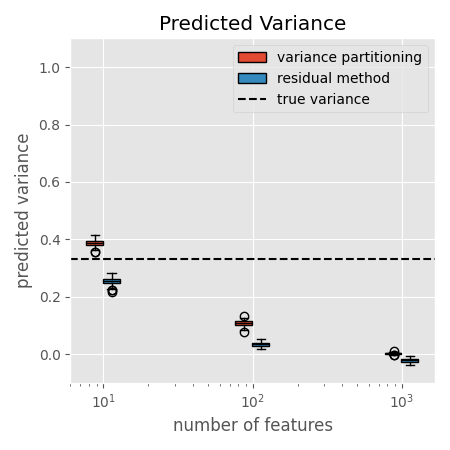 Predicted Variance
variance partitioning
residual method
true variance
predicted variance
1.0
0.8
0.6
0.4
0.2
0.0
10¹
10²
10³
number of features